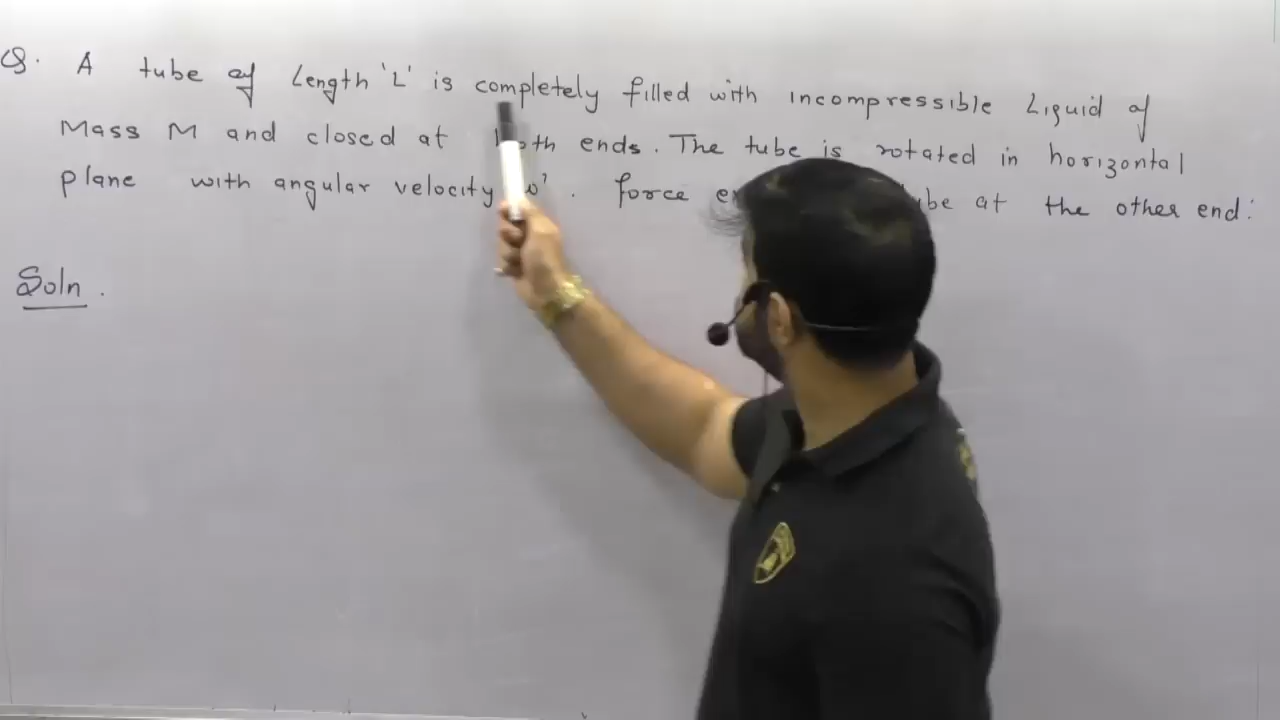 Q. A tube of Length 'L' is completely filled with incompressible Liquid of
Mass M and closed at both ends. The tube is rotated in horizontal
plane with angular velocity ω'. force at the other end:
Soln.